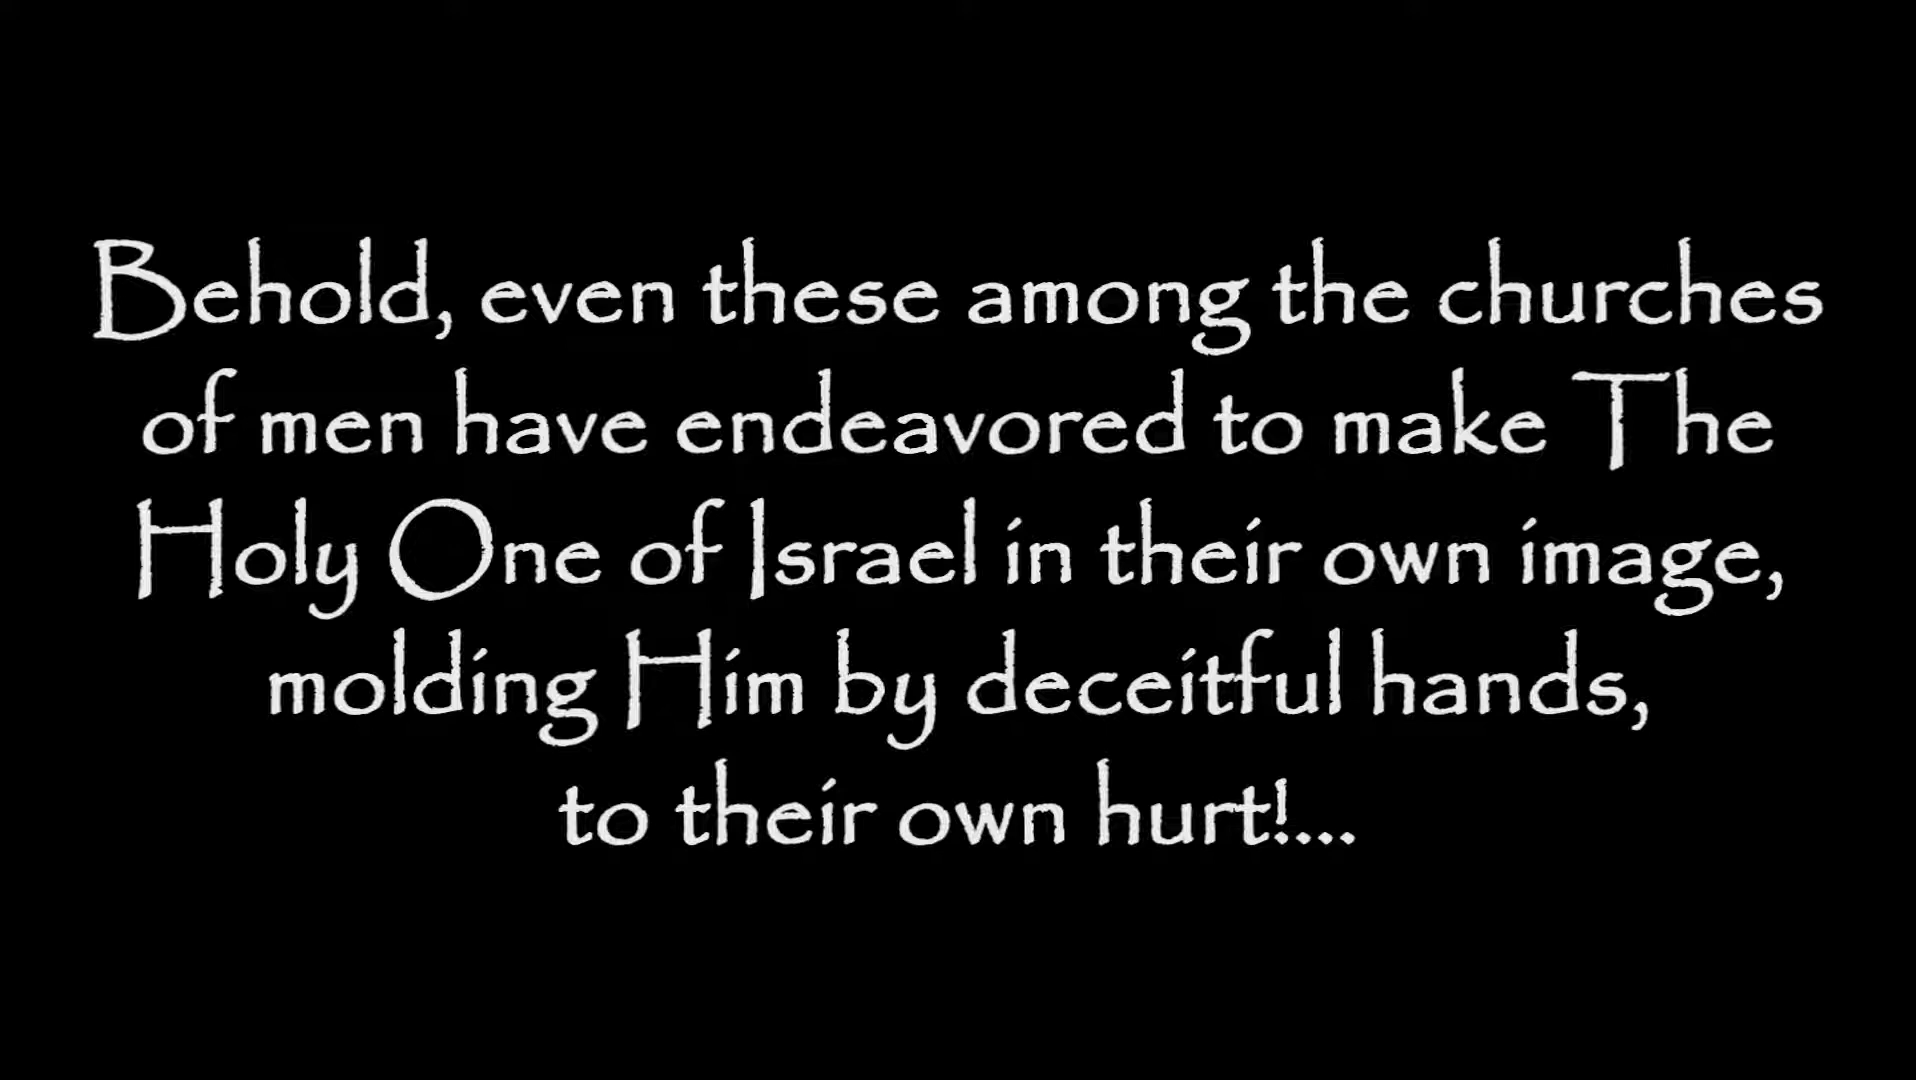 Behold, even these among the churches
of men have endeavored to make The
Holy One of Israel in their own image,
molding Him by deceitful hands,
to their own hurt!...